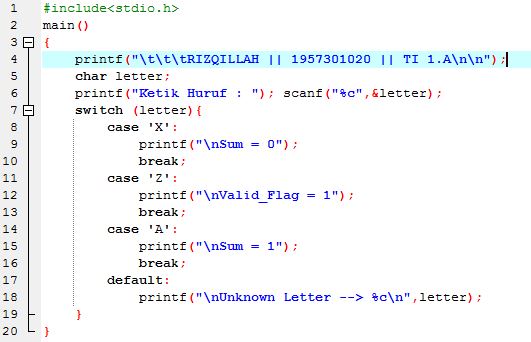 1 #include<stdio.h>
2 main()
3 {
4 printf("\t\t\tRIZQILLAH || 1957301020 || TI 1.A\n\n");
5 char letter;
6 printf("Ketik Huruf : "); scanf("%c",&letter);
7 switch (letter){
8 case 'X':
9 printf("\nSum = 0");
10 break;
11 case 'Z':
12 printf("\nValid_Flag = 1");
13 break;
14 case 'A':
15 printf("\nSum = 1");
16 break;
17 default:
18 printf("\nUnknown Letter --> %c\n",letter);
19 }
20 }